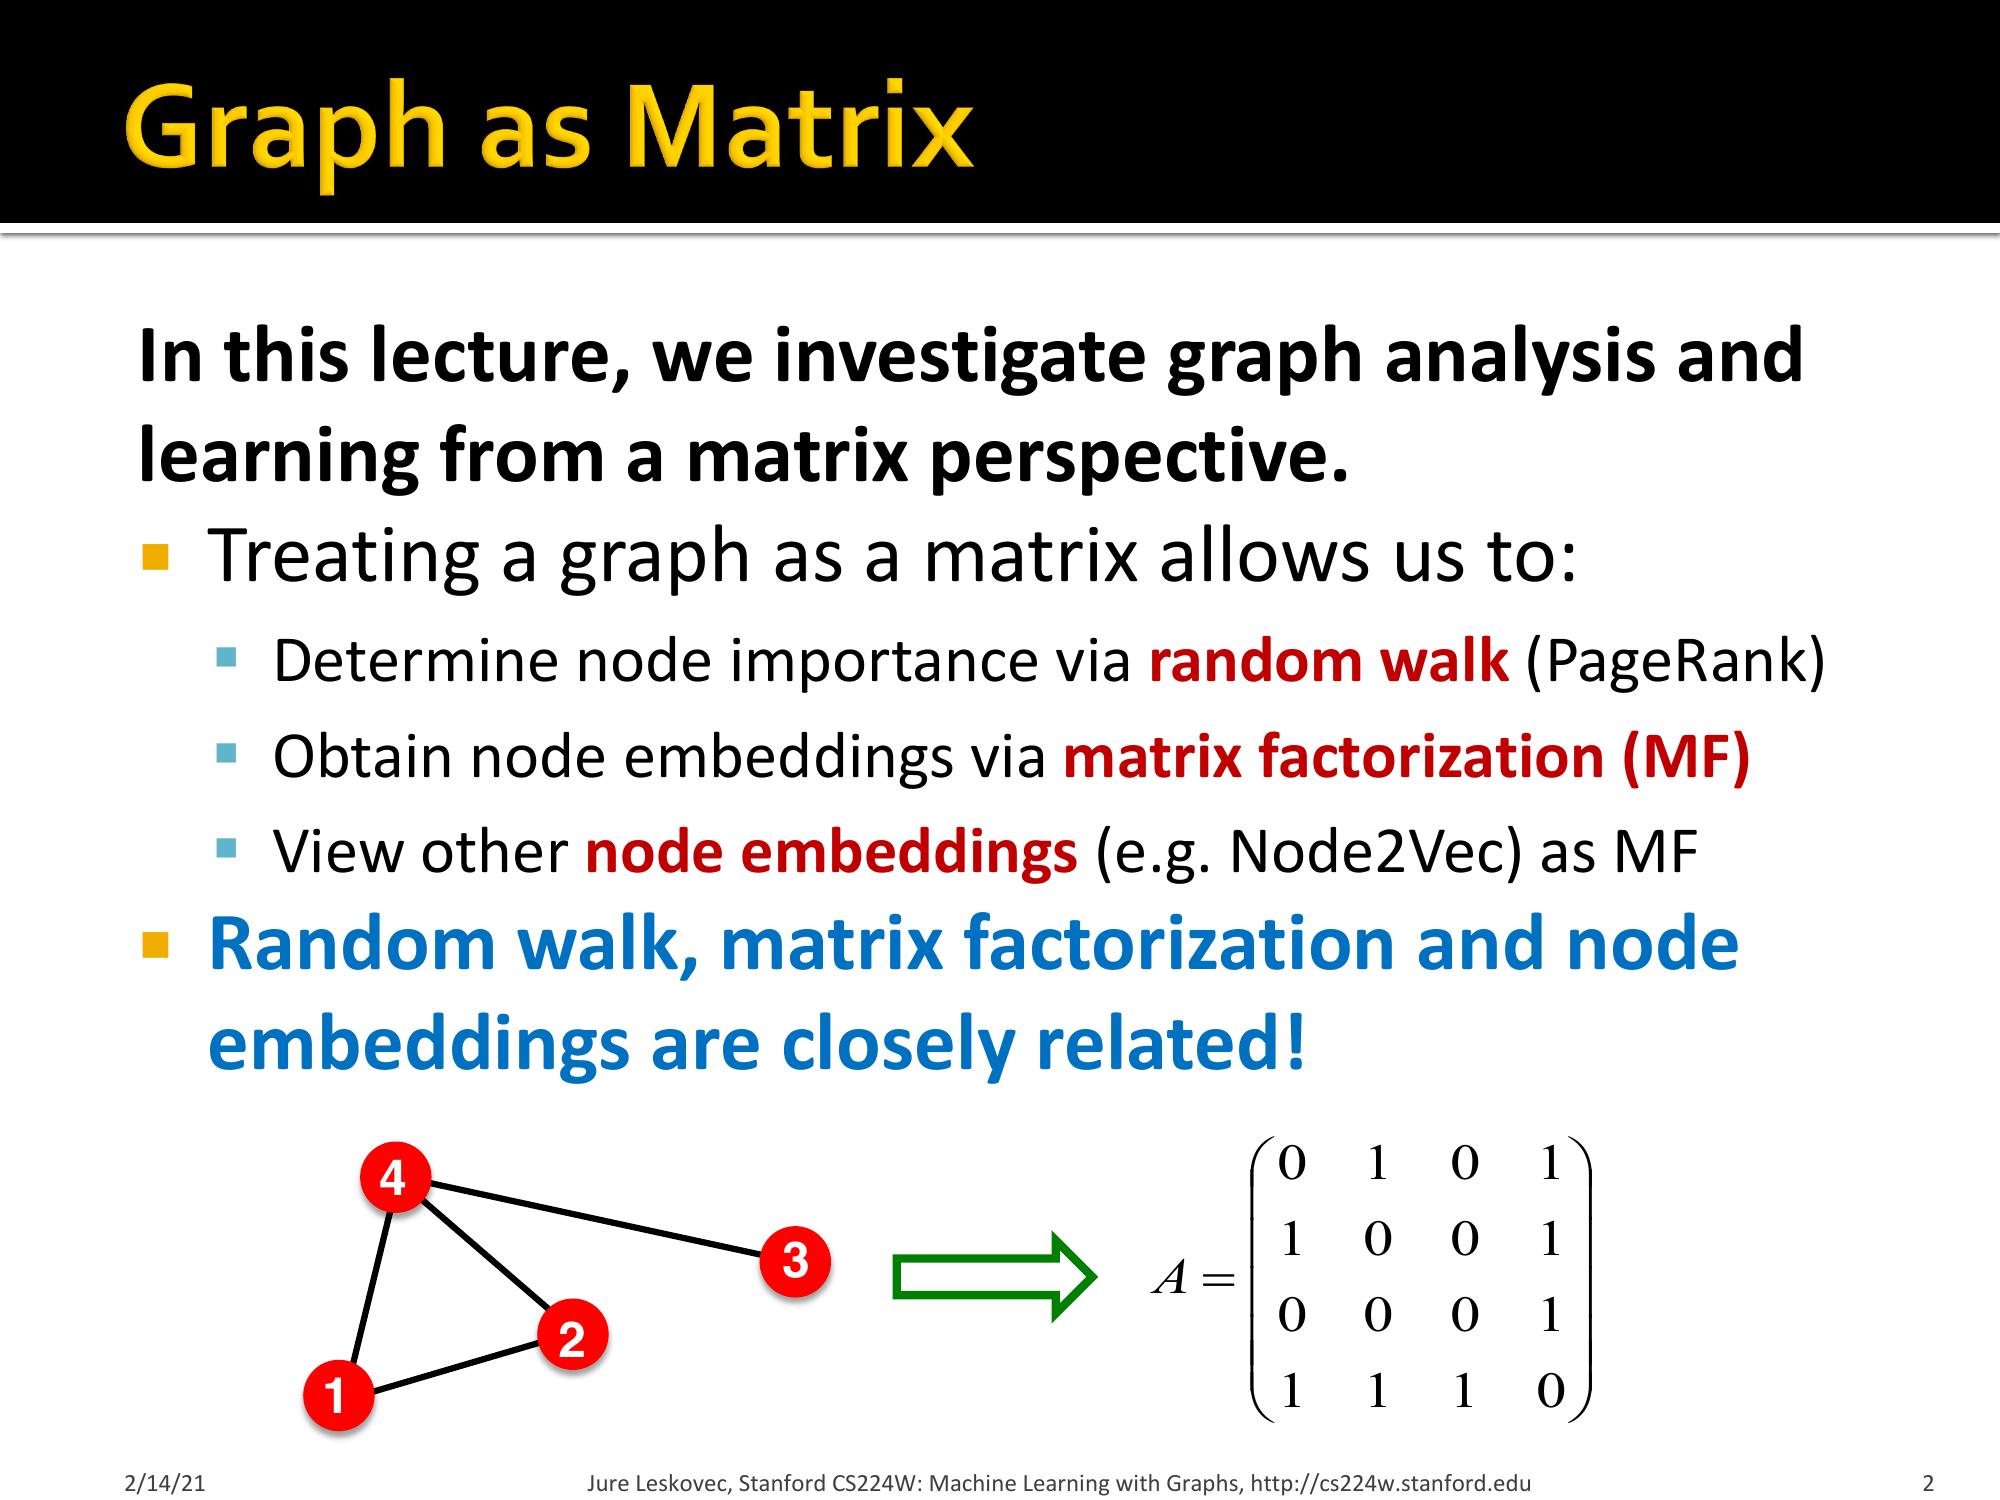 Graph as Matrix
In this lecture, we investigate graph analysis and
learning from a matrix perspective.
Treating a graph as a matrix allows us to:
Determine node importance via random walk (PageRank)
Obtain node embeddings via matrix factorization (MF)
View other node embeddings (e.g. Node2Vec) as MF
Random walk, matrix factorization and node
embeddings are closely related!
4
3
2
1
A =
0 1 0 1
1 0 0 1
0 0 0 1
1 1 1 0
2/14/21
Jure Leskovec, Stanford CS224W: Machine Learning with Graphs, http://cs224w.stanford.edu
2